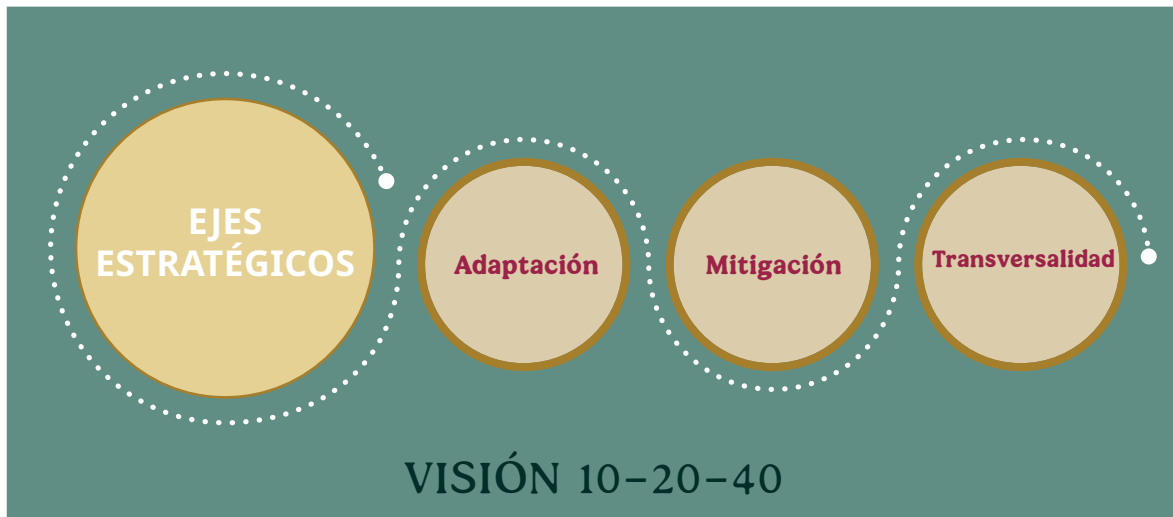 EJES
ESTRATÉGICOS
Adaptación
Mitigación
Transversalidad
VISIÓN 10–20–40